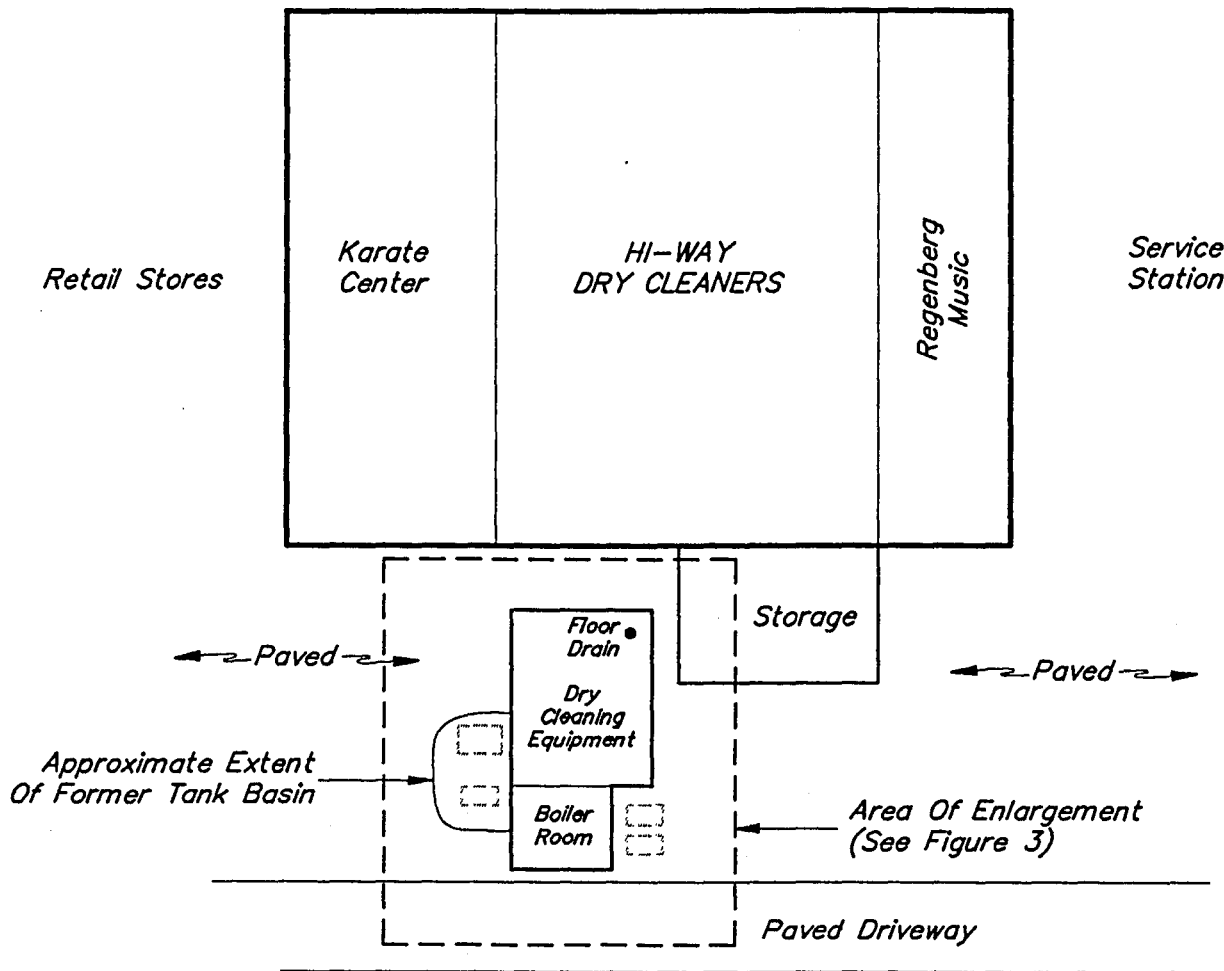 Retail Stores
Karate
Center
HI-WAY
DRY CLEANERS
Regenberg
Music
Service
Station
Floor
Drain
Storage
Paved
Paved
Dry
Cleaning
Equipment
Approximate Extent
Of Former Tank Basin
Boiler
Room
Area Of Enlargement
(See Figure 3)
Paved Driveway